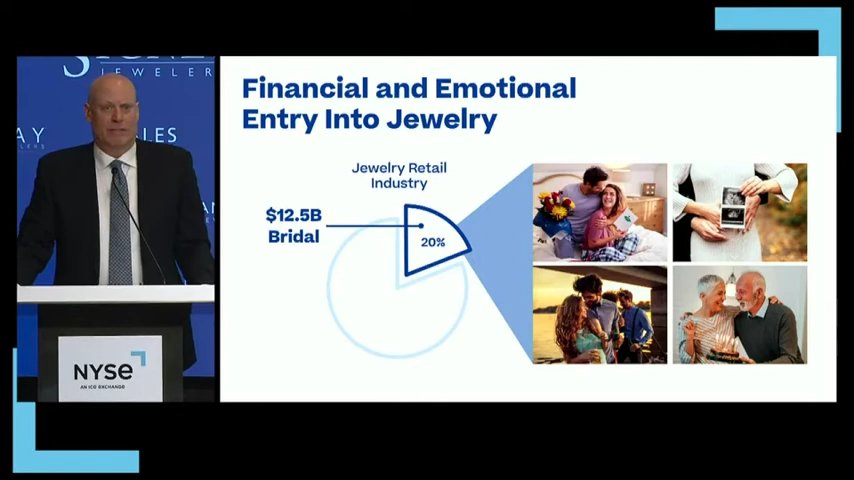 JEWELERS
Financial and Emotional
Entry Into Jewelry
Jewelry Retail
Industry
$12.5B
Bridal
20%
NYSE
AN ICE EXCHANGE